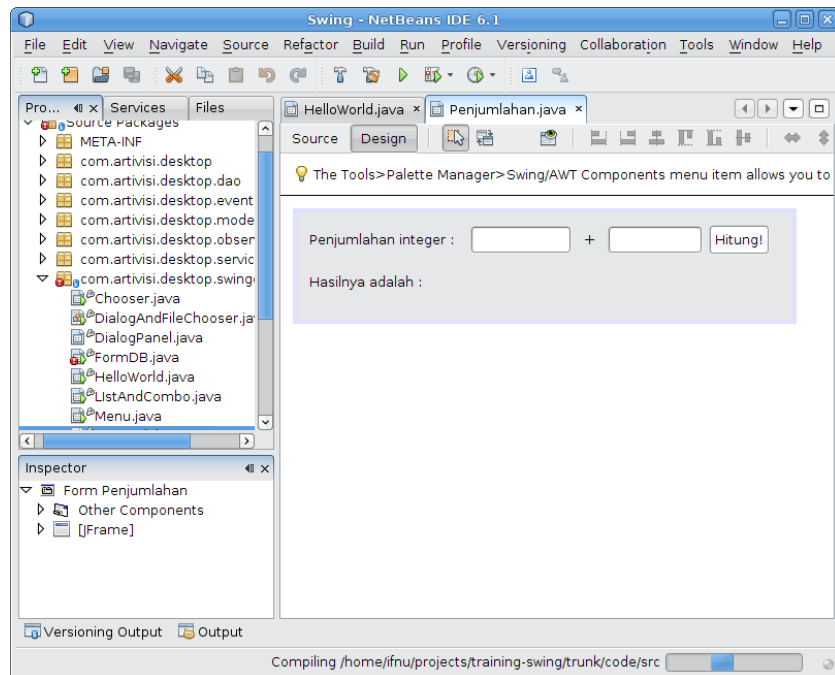 Swing - NetBeans IDE 6.1
File Edit View Navigate Source Refactor Build Run Profile Versioning Collaboration Tools Window Help
Pro... Services Files
HelloWorld.java Penjumlahan.java
Source Packages
META-INF
com.artivisi.desktop
com.artivisi.desktop.dao
com.artivisi.desktop.event
com.artivisi.desktop.mode
com.artivisi.desktop.obser
com.artivisi.desktop.servic
com.artivisi.desktop.swing
Chooser.java
DialogAndFileChooser.ja
DialogPanel.java
FormDB.java
HelloWorld.java
LIstAndCombo.java
Menu.java
Source Design
The Tools>Palette Manager>Swing/AWT Components menu item allows you to
Penjumlahan integer : + Hitung!
Hasilnya adalah :
Inspector
Form Penjumlahan
Other Components
[JFrame]
Versioning Output Output
Compiling /home/ifnu/projects/training-swing/trunk/code/src